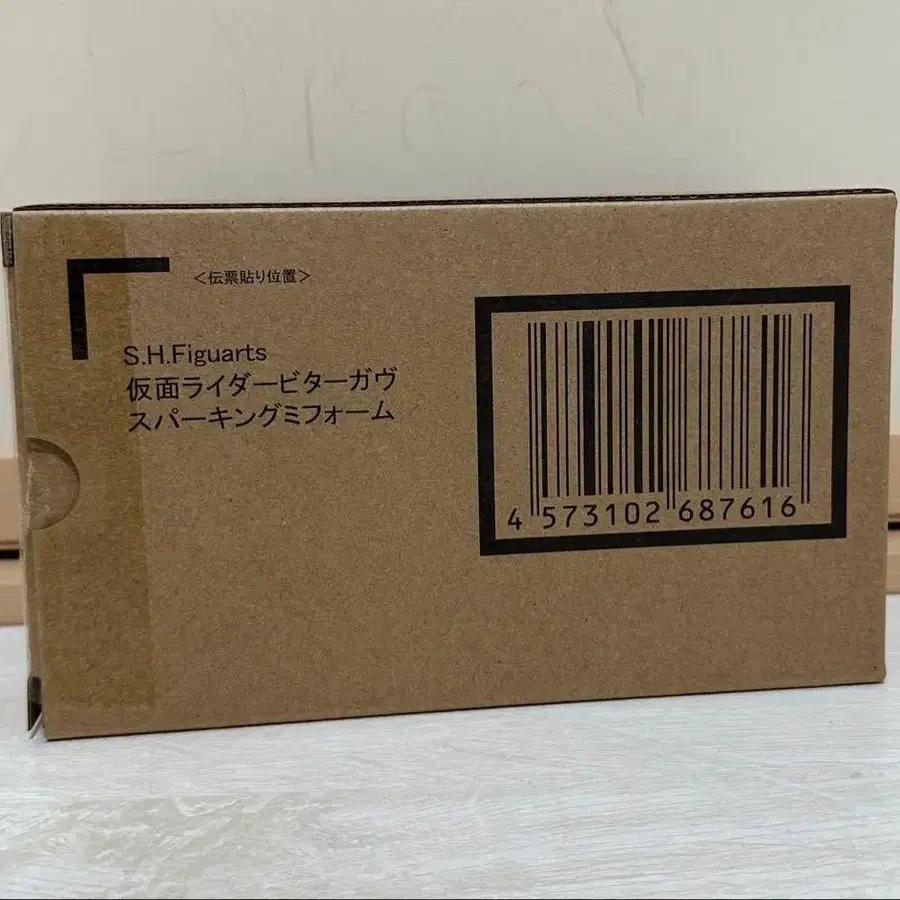 <伝票貼り位置>
S.H.Figuarts
仮面ライダービターガヴ
スパーキングミフォーム
4 573102 687616